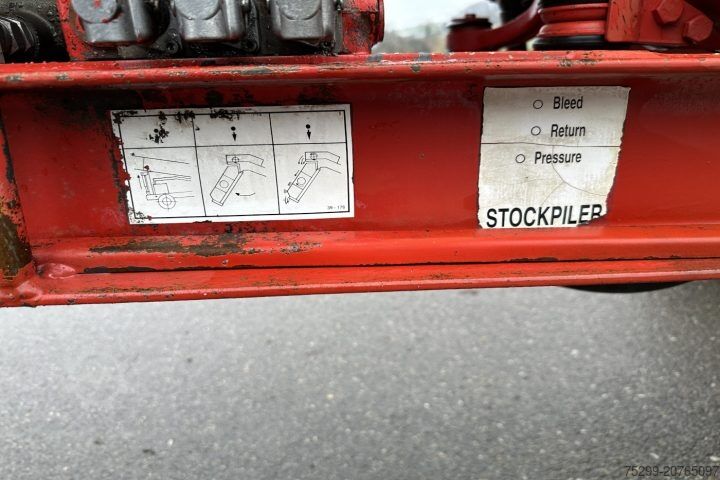 Bleed
Return
Pressure
STOCKPILER
75299-20765097